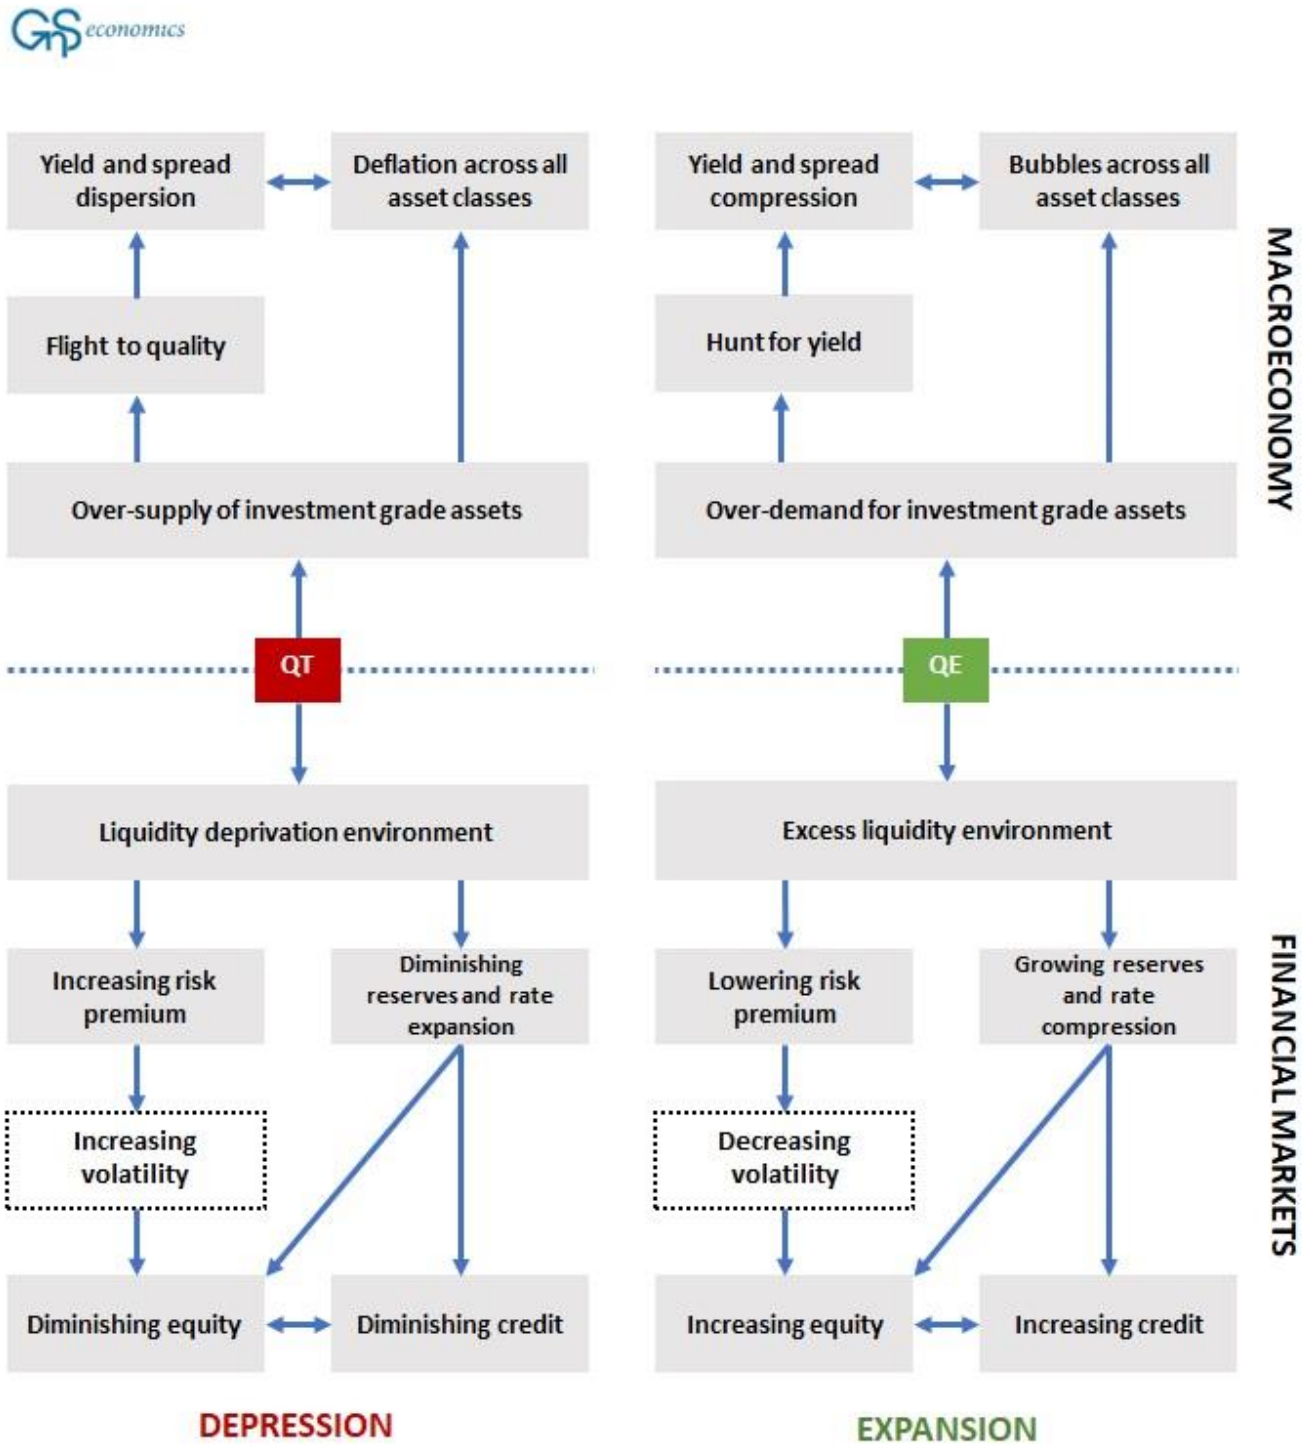 GnS economics
Yield and spread
dispersion
Deflation across all
asset classes
Yield and spread
compression
Bubbles across all
asset classes
Flight to quality
Hunt for yield
MACROECONOMY
Over-supply of investment grade assets
Over-demand for investment grade assets
QT
QE
Liquidity deprivation environment
Excess liquidity environment
Increasing risk
premium
Diminishing
reserves and rate
expansion
Lowering risk
premium
Growing reserves
and rate
compression
FINANCIAL MARKETS
Increasing
volatility
Decreasing
volatility
Diminishing equity
Diminishing credit
Increasing equity
Increasing credit
DEPRESSION
EXPANSION